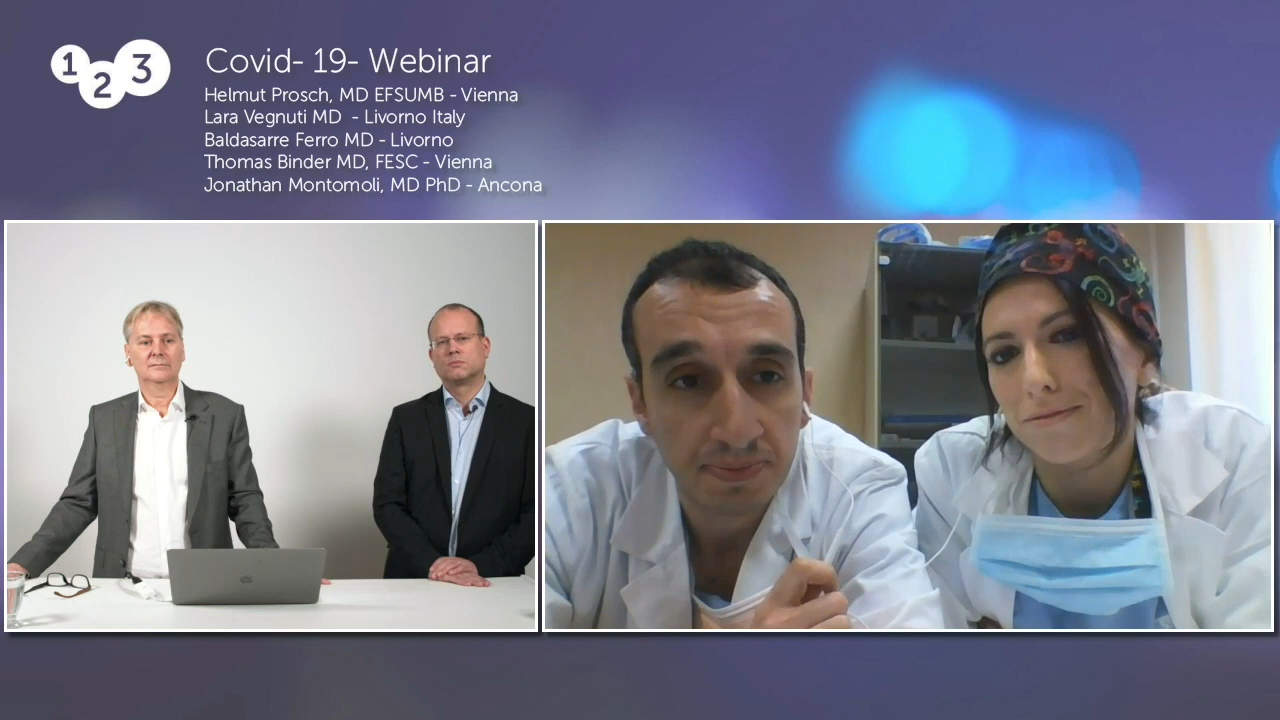 1 2 3
Covid- 19- Webinar
Helmut Prosch, MD EFSUMB - Vienna
Lara Vegnuti MD - Livorno Italy
Baldasarre Ferro MD - Livorno
Thomas Binder MD, FESC - Vienna
Jonathan Montomoli, MD PhD - Ancona